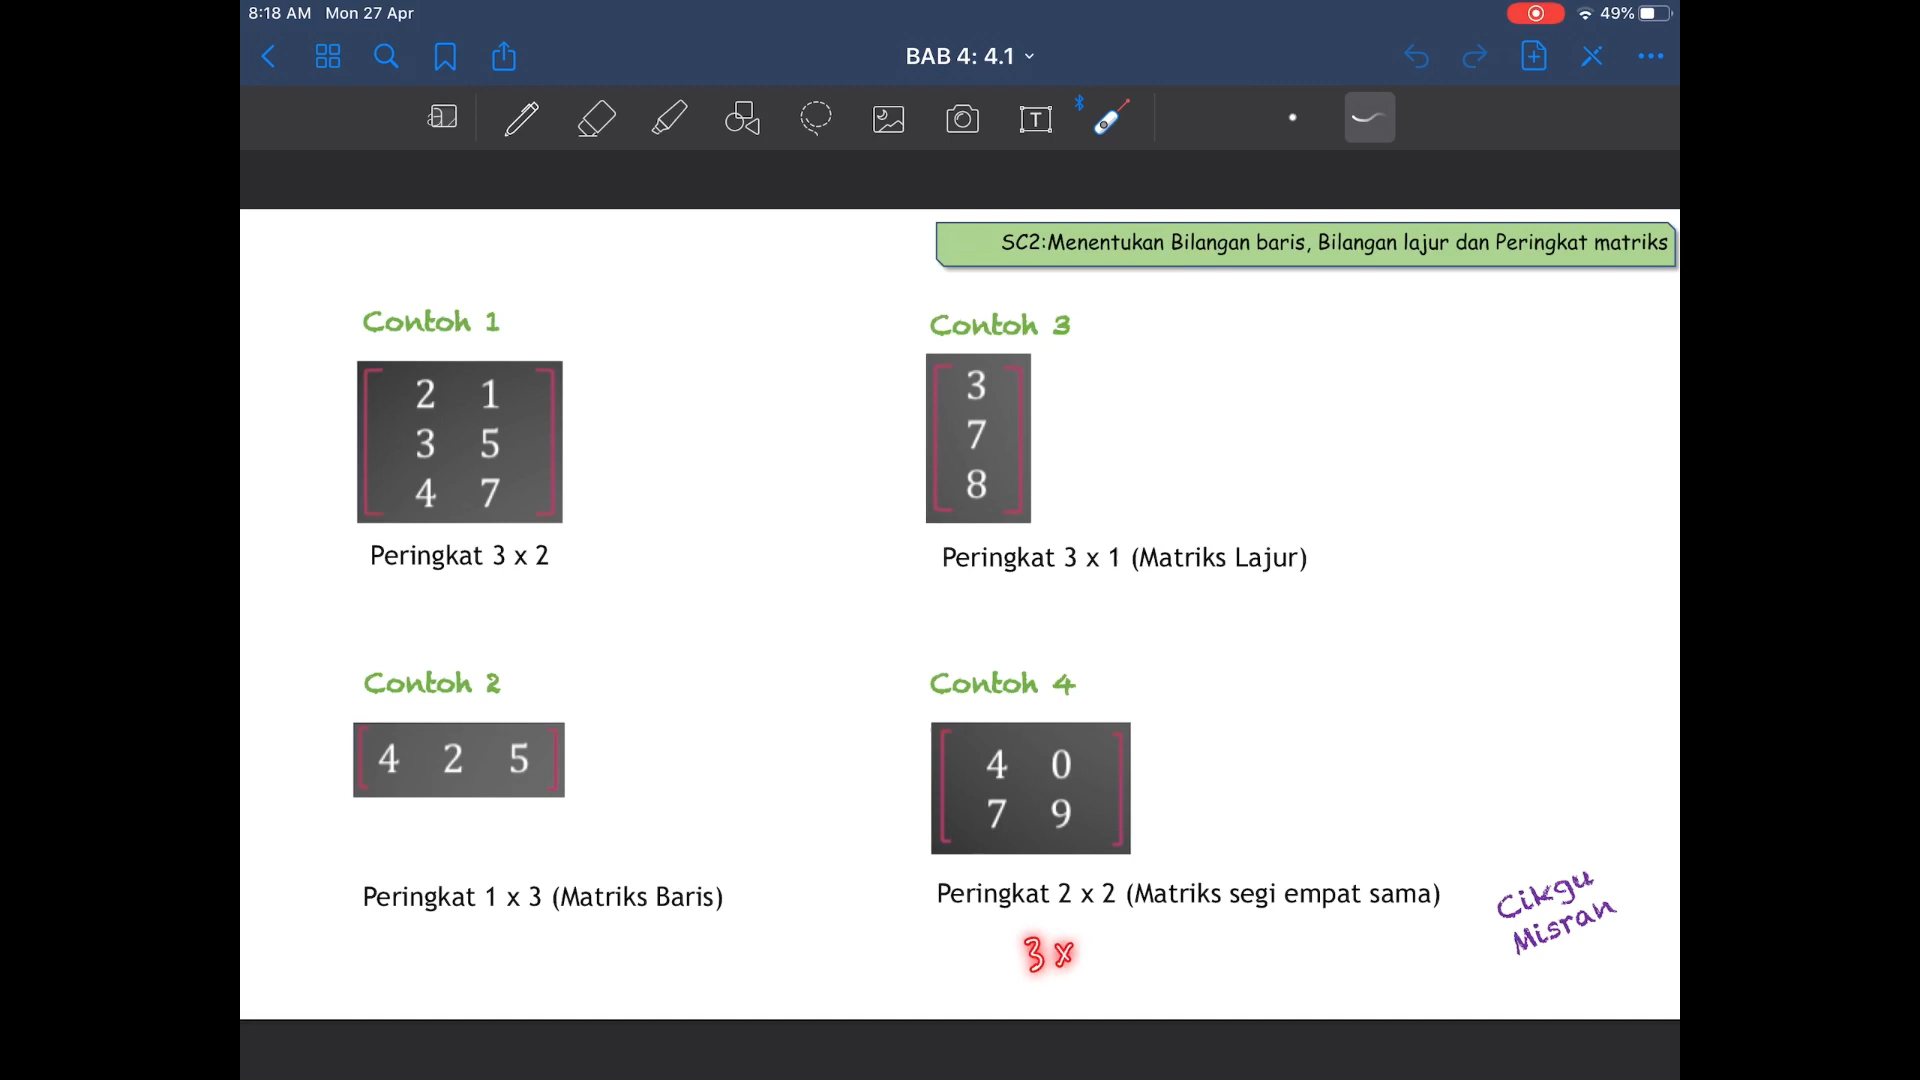 8:18 AM Mon 27 Apr
49%
BAB 4: 4.1
T
SC2:Menentukan Bilangan baris, Bilangan lajur dan Peringkat matriks
Contoh 1
2 1
3 5
4 7
Peringkat 3 x 2
Contoh 3
3
7
8
Peringkat 3 x 1 (Matriks Lajur)
Contoh 2
4 2 5
Peringkat 1 x 3 (Matriks Baris)
Contoh 4
4 0
7 9
Peringkat 2 x 2 (Matriks segi empat sama)
3 x
Cikgu
Misran